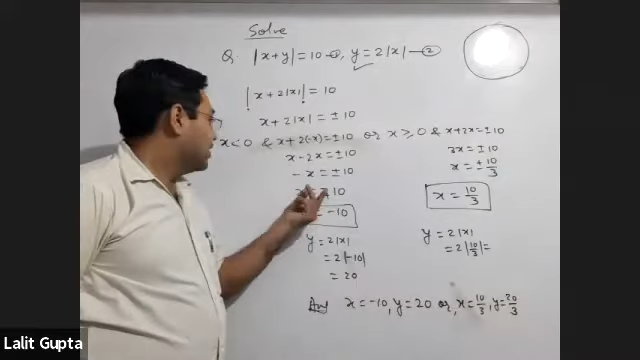 Solve
Q. |x+y|=10 —①, y=2|x| —②
|x+2|x||=10
x+2|x|=±10
x<0 & x+2(-x)=±10 or x≥0 & x+2x=±10
x-2x=±10
-x=±10
10
= -10
y=2|x|
=2|-10|
=20
3x=±10
x=±10/3
x=10/3
y=2|x|
=2|10/3|=
Ans x=-10, y=20 or, x=10/3, y=20/3
Lalit Gupta